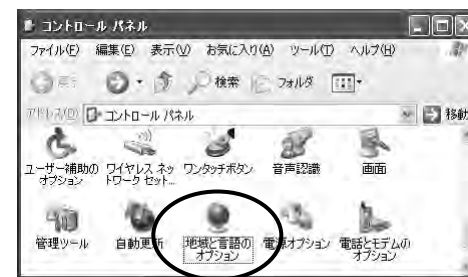 コントロール パネル
ファイル(F) 編集(E) 表示(V) お気に入り(A) ツール(T) ヘルプ(H)
戻る 検索 フォルダ
アドレス(D) コントロール パネル 移動
ユーザー補助のオプション ワイヤレス ネットワーク セット... ワンタッチボタン 音声認識 画面
管理ツール 自動更新 地域と言語のオプション 電源オプション 電話とモデムのオプション